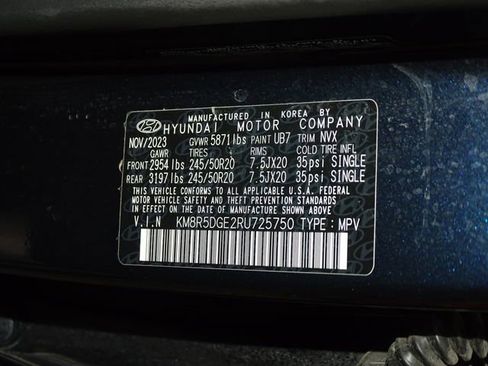 MANUFACTURED IN KOREA BY
HYUNDAI MOTOR COMPANY
NOV/2023 GVWR 5871lbs PAINT UB7 TRIM NVX
GAWR TIRES RIMS COLD TIRE INFL
FRONT 2954 lbs 245/50R20 7.5JX20 35psi SINGLE
REAR 3197 lbs 245/50R20 7.5JX20 35psi SINGLE
THIS VEHICLE CONFORMS TO ALL APPLICABLE U.S.A. FEDERAL
MOTOR VEHICLE SAFETY, BUMPER, AND THEFT PREVENTION
STANDARDS IN EFFECT ON THE DATE OF MANUFACTURE SHOWN ABOVE.
V.I.N KM8R5DGE2RU725750 TYPE: MPV